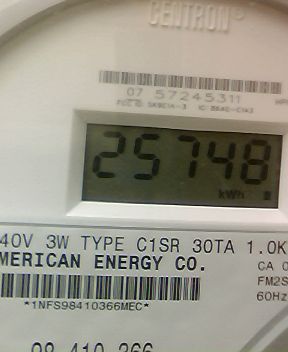 CENTRON®
07 57245311
25748
kWh
40V 3W TYPE C1SR 30TA 1.0K
MERICAN ENERGY CO.
CA 0
FM2S
60Hz
*1NFS98410366MEC*
98 410 366